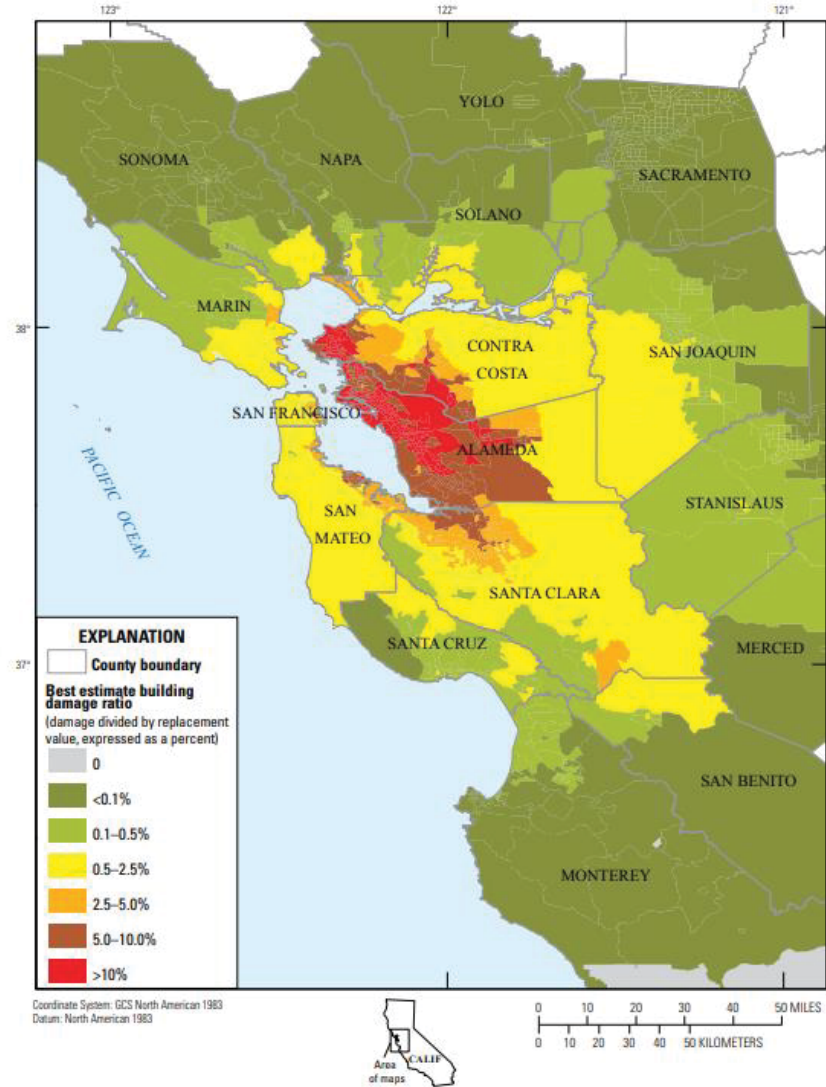 123°
122°
121°
YOLO
SONOMA
NAPA
SACRAMENTO
SOLANO
MARIN
38°
CONTRA
COSTA
SAN JOAQUIN
SAN FRANCISCO
ALAMEDA
PACIFIC OCEAN
STANISLAUS
SAN
MATEO
SANTA CLARA
SANTA CRUZ
MERCED
37°
SAN BENITO
MONTEREY
EXPLANATION
County boundary
Best estimate building
damage ratio
(damage divided by replacement
value, expressed as a percent)
0
<0.1%
0.1–0.5%
0.5–2.5%
2.5–5.0%
5.0–10.0%
>10%
Coordinate System: GCS North American 1983
Datum: North American 1983
Area
of maps
CALIF
0 10 20 30 40 50 MILES
0 10 20 30 40 50 KILOMETERS